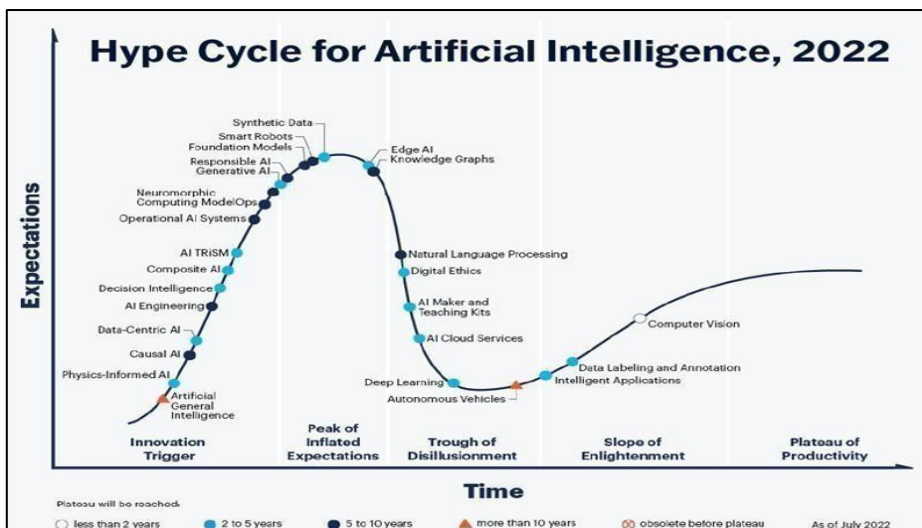 Hype Cycle for Artificial Intelligence, 2022
Expectations
Synthetic Data
Smart Robots
Foundation Models
Responsible AI
Generative AI
Neuromorphic
Computing ModelOps
Operational AI Systems
AI TRiSM
Composite AI
Decision Intelligence
AI Engineering
Data-Centric AI
Causal AI
Physics-Informed AI
Artificial
General
Intelligence
Edge AI
Knowledge Graphs
Natural Language Processing
Digital Ethics
AI Maker and
Teaching Kits
AI Cloud Services
Deep Learning
Autonomous Vehicles
Computer Vision
Data Labeling and Annotation
Intelligent Applications
Innovation
Trigger
Peak of
Inflated
Expectations
Trough of
Disillusionment
Slope of
Enlightenment
Plateau of
Productivity
Time
Plateau will be reached:
less than 2 years 2 to 5 years 5 to 10 years more than 10 years obsolete before plateau As of July 2022